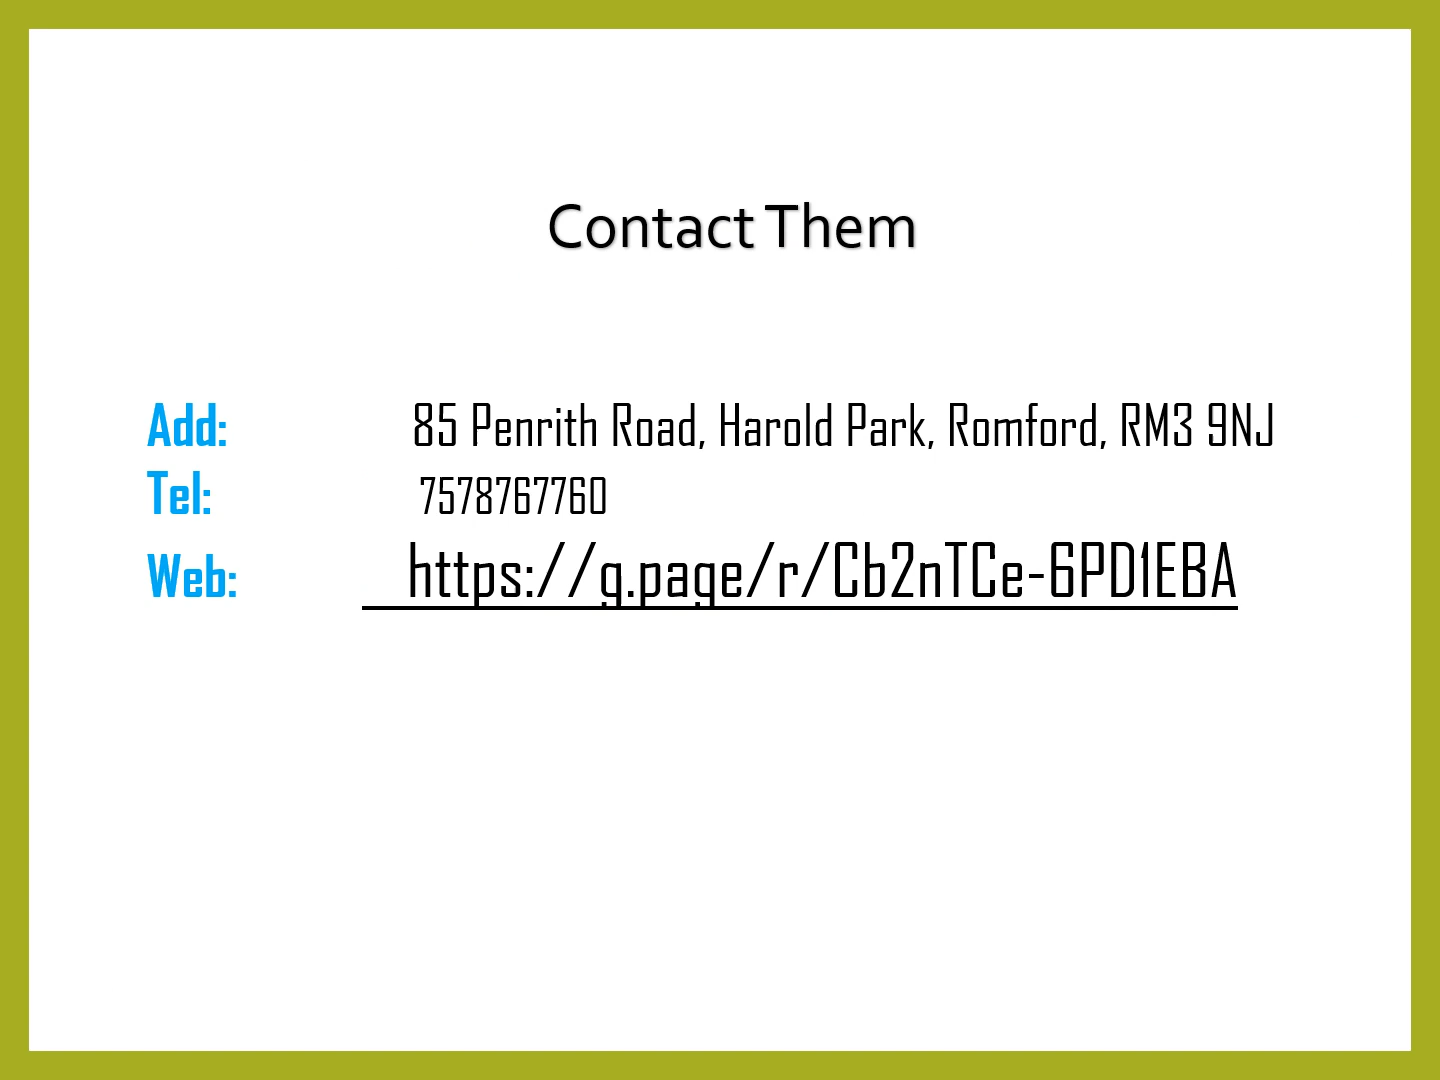 Contact Them
Add: 85 Penrith Road, Harold Park, Romford, RM3 9NJ
Tel: 7578767760
Web: https://g.page/r/Cb2nTCe-6PD1EBA